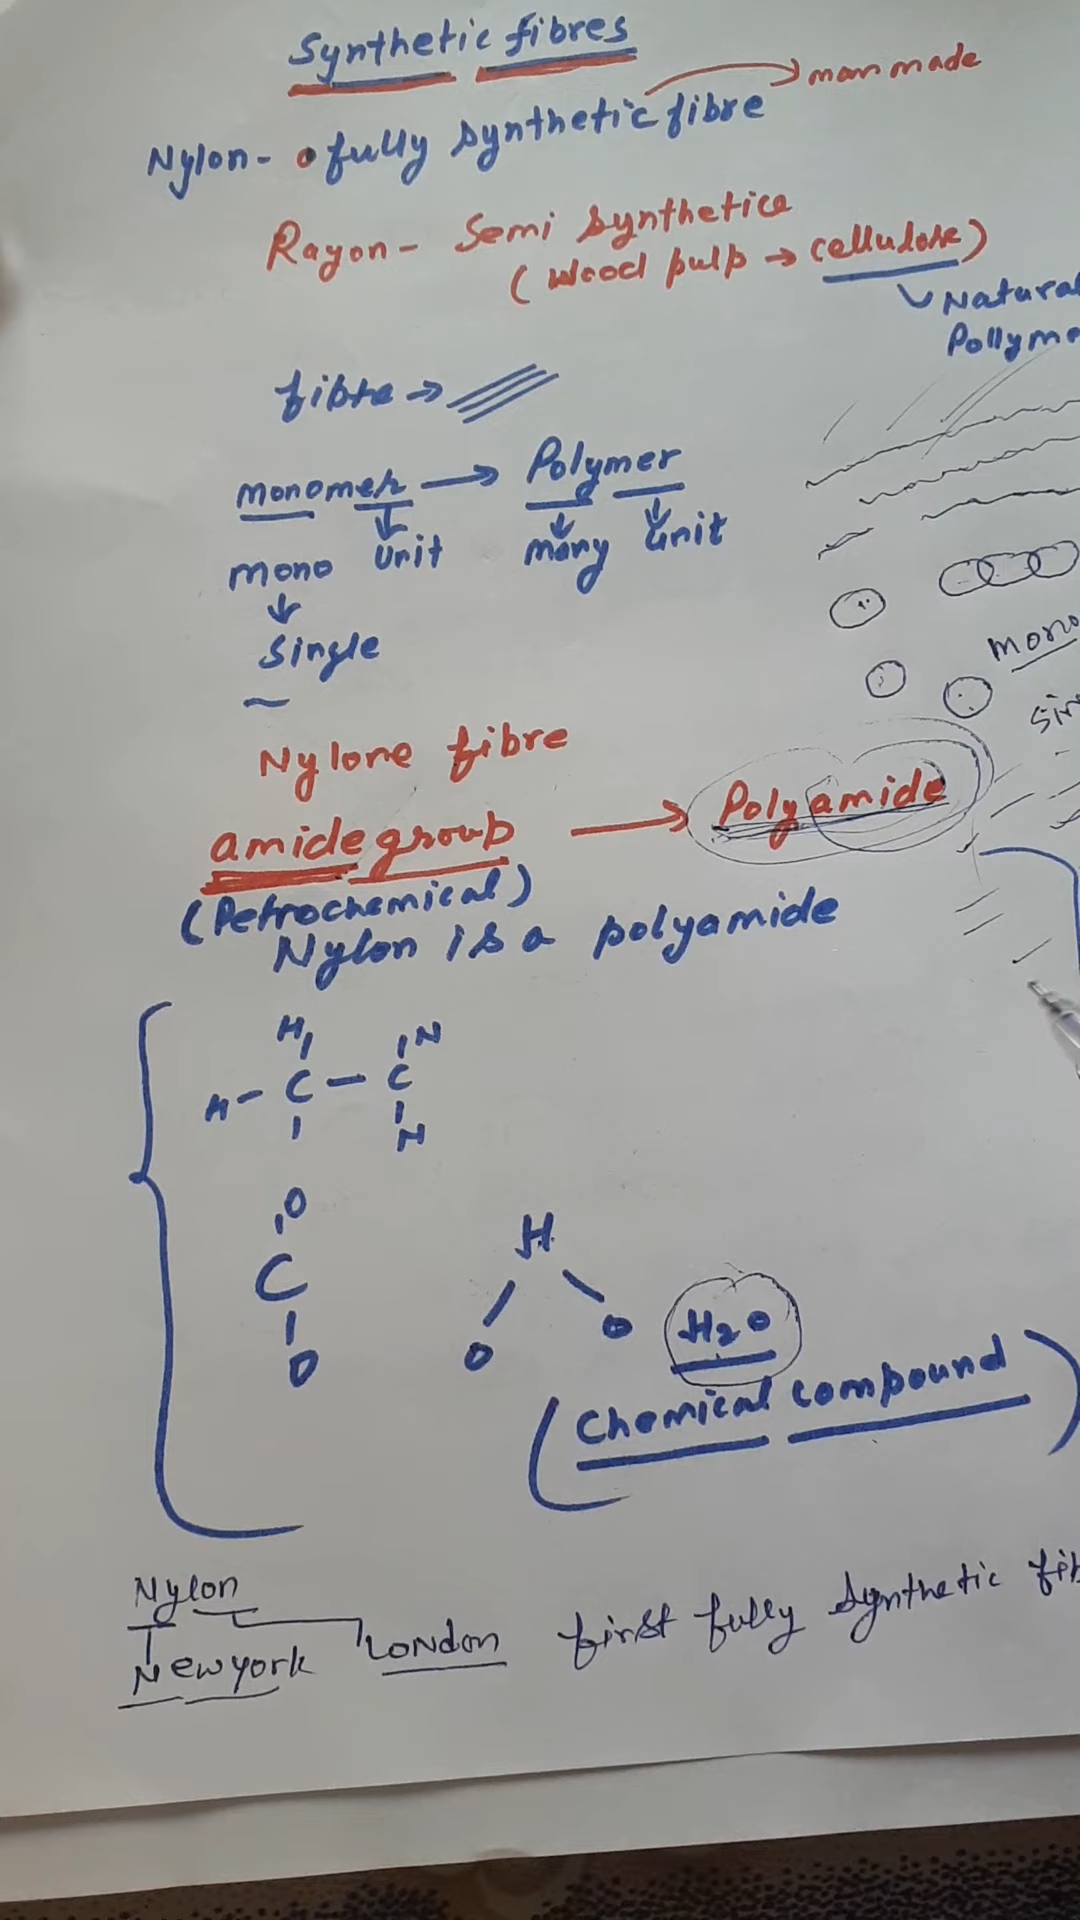 Synthetic fibres
man made
Nylon- fully synthetic fibre
Rayon- Semi synthetice
(wood pulp → cellulose)
Natural
Pollyme
fibre →
monomer → Polymer
unit many unit
mono
↓
Single
mono
Nylone fibre
amide group → Polyamide
(Petrochemical)
Nylon is a polyamide
H N
H- C - C
N
O
C H
O O O
H2O
(Chemical compound)
Nylon
Newyork London first fully synthetic fib